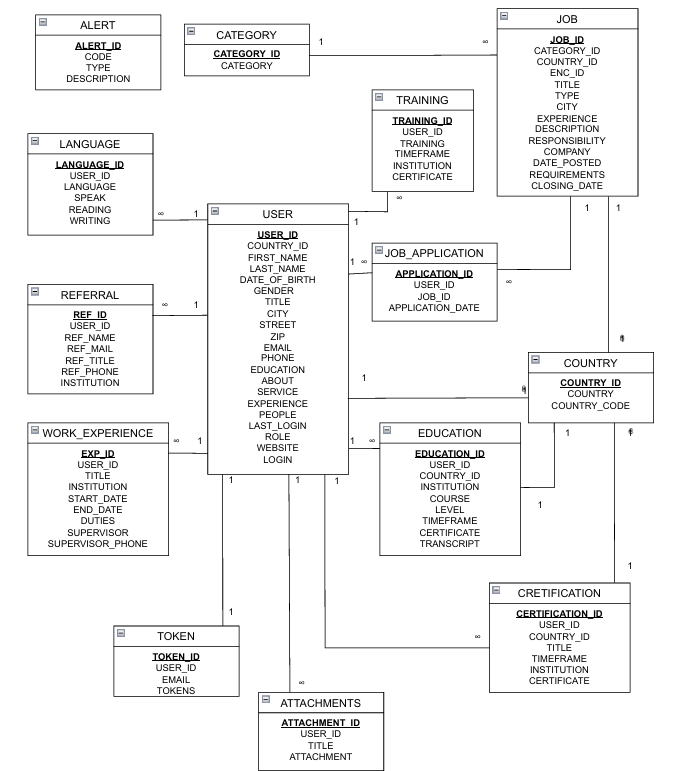 ALERT
ALERT_ID
CODE
TYPE
DESCRIPTION
CATEGORY
CATEGORY_ID
CATEGORY
1
∞
JOB
JOB_ID
CATEGORY_ID
COUNTRY_ID
ENC_ID
TITLE
TYPE
CITY
EXPERIENCE
DESCRIPTION
RESPONSIBILITY
COMPANY
DATE_POSTED
REQUIREMENTS
CLOSING_DATE
1
1
TRAINING
TRAINING_ID
USER_ID
TRAINING
TIMEFRAME
INSTITUTION
CERTIFICATE
∞
1
LANGUAGE
LANGUAGE_ID
USER_ID
LANGUAGE
SPEAK
READING
WRITING
∞
1
USER
USER_ID
COUNTRY_ID
FIRST_NAME
LAST_NAME
DATE_OF_BIRTH
GENDER
TITLE
CITY
STREET
ZIP
EMAIL
PHONE
EDUCATION
ABOUT
SERVICE
EXPERIENCE
PEOPLE
LAST_LOGIN
ROLE
WEBSITE
LOGIN
JOB_APPLICATION
APPLICATION_ID
USER_ID
JOB_ID
APPLICATION_DATE
1
∞
∞
REFERRAL
REF_ID
USER_ID
REF_NAME
REF_MAIL
REF_TITLE
REF_PHONE
INSTITUTION
∞
1
COUNTRY
COUNTRY_ID
COUNTRY
COUNTRY_CODE
1
1
WORK_EXPERIENCE
EXP_ID
USER_ID
TITLE
INSTITUTION
START_DATE
END_DATE
DUTIES
SUPERVISOR
SUPERVISOR_PHONE
∞
1
EDUCATION
EDUCATION_ID
USER_ID
COUNTRY_ID
INSTITUTION
COURSE
LEVEL
TIMEFRAME
CERTIFICATE
TRANSCRIPT
1
∞
1
1
1
1
1
CRETIFICATION
CERTIFICATION_ID
USER_ID
COUNTRY_ID
TITLE
TIMEFRAME
INSTITUTION
CERTIFICATE
∞
TOKEN
TOKEN_ID
USER_ID
EMAIL
TOKENS
1
ATTACHMENTS
ATTACHMENT_ID
USER_ID
TITLE
ATTACHMENT
∞